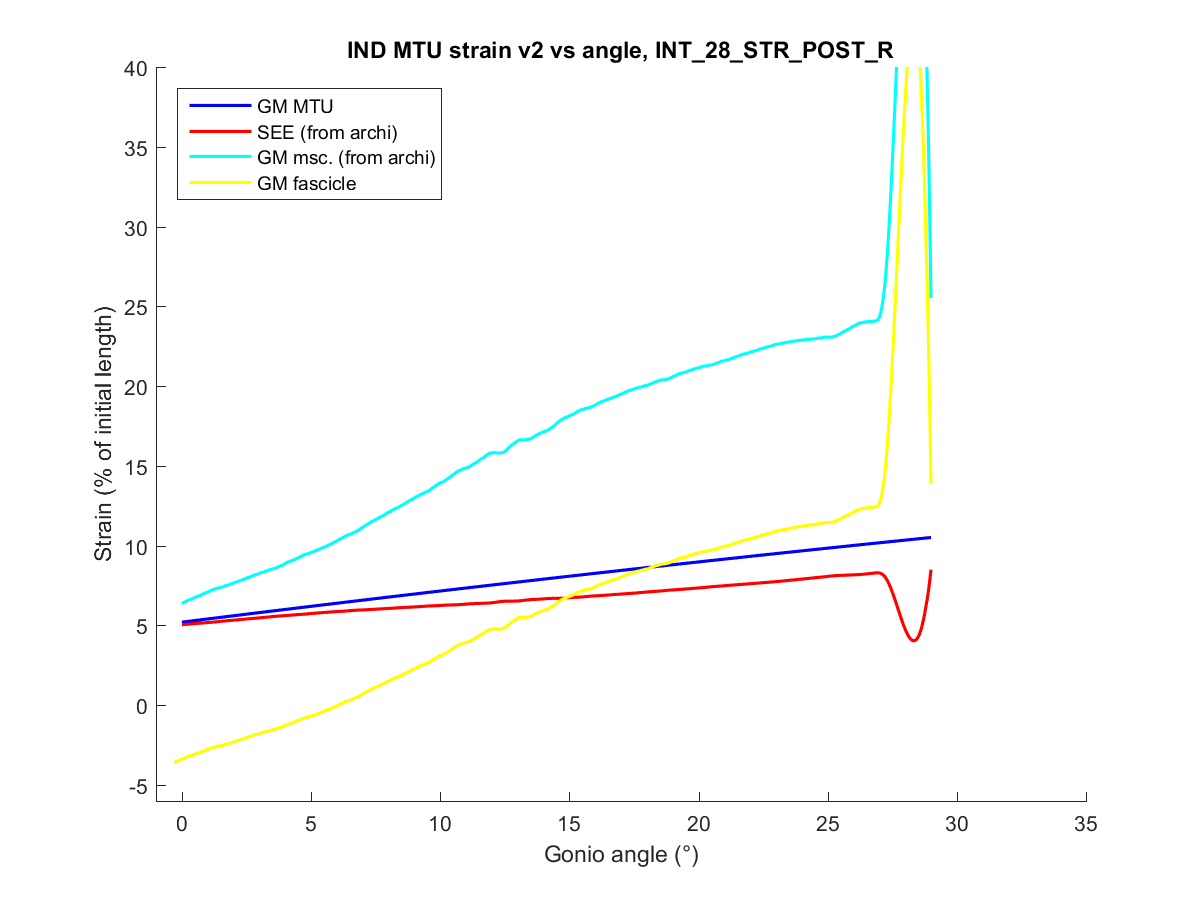 IND MTU strain v2 vs angle, INT_28_STR_POST_R
40
35
30
25
20
15
10
5
0
-5
Strain (% of initial length)
GM MTU
SEE (from archi)
GM msc. (from archi)
GM fascicle
0 5 10 15 20 25 30 35
Gonio angle (°)